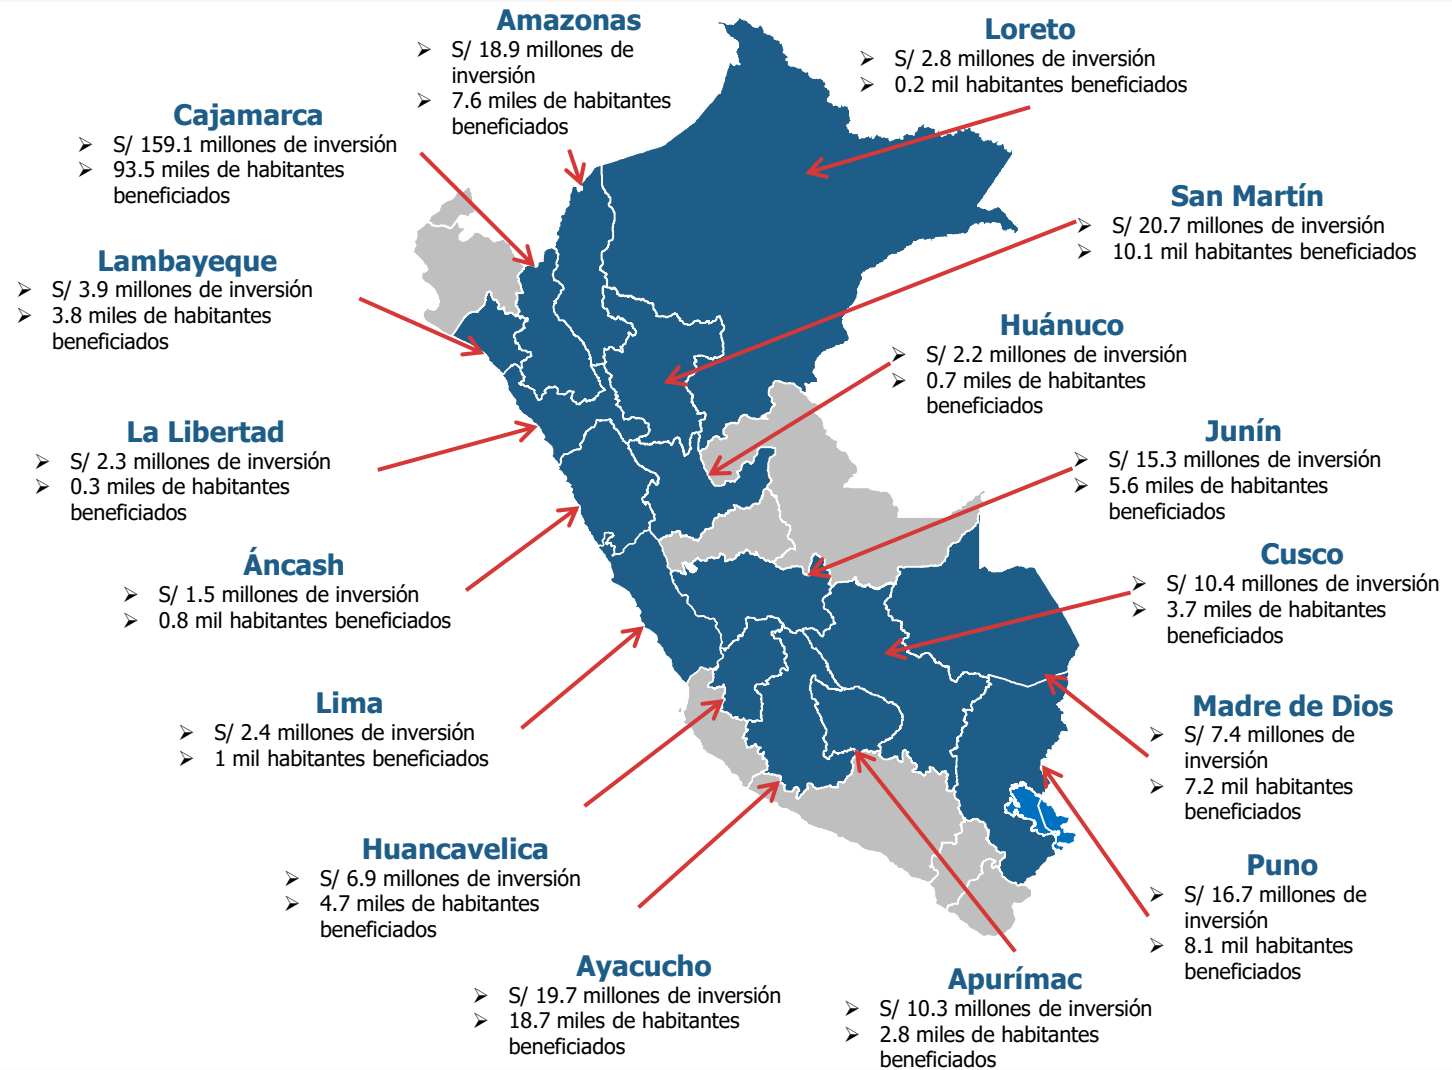 Amazonas
➢ S/ 18.9 millones de
inversión
➢ 7.6 miles de habitantes
beneficiados
Loreto
➢ S/ 2.8 millones de inversión
➢ 0.2 mil habitantes beneficiados
Cajamarca
➢ S/ 159.1 millones de inversión
➢ 93.5 miles de habitantes
beneficiados
San Martín
➢ S/ 20.7 millones de inversión
➢ 10.1 mil habitantes beneficiados
Lambayeque
➢ S/ 3.9 millones de inversión
➢ 3.8 miles de habitantes
beneficiados
Huánuco
➢ S/ 2.2 millones de inversión
➢ 0.7 miles de habitantes
beneficiados
La Libertad
➢ S/ 2.3 millones de inversión
➢ 0.3 miles de habitantes
beneficiados
Junín
➢ S/ 15.3 millones de inversión
➢ 5.6 miles de habitantes
beneficiados
Áncash
➢ S/ 1.5 millones de inversión
➢ 0.8 mil habitantes beneficiados
Cusco
➢ S/ 10.4 millones de inversión
➢ 3.7 miles de habitantes
beneficiados
Lima
➢ S/ 2.4 millones de inversión
➢ 1 mil habitantes beneficiados
Madre de Dios
➢ S/ 7.4 millones de
inversión
➢ 7.2 mil habitantes
beneficiados
Huancavelica
➢ S/ 6.9 millones de inversión
➢ 4.7 miles de habitantes
beneficiados
Puno
➢ S/ 16.7 millones de
inversión
➢ 8.1 mil habitantes
beneficiados
Ayacucho
➢ S/ 19.7 millones de inversión
➢ 18.7 miles de habitantes
beneficiados
Apurímac
➢ S/ 10.3 millones de inversión
➢ 2.8 miles de habitantes
beneficiados